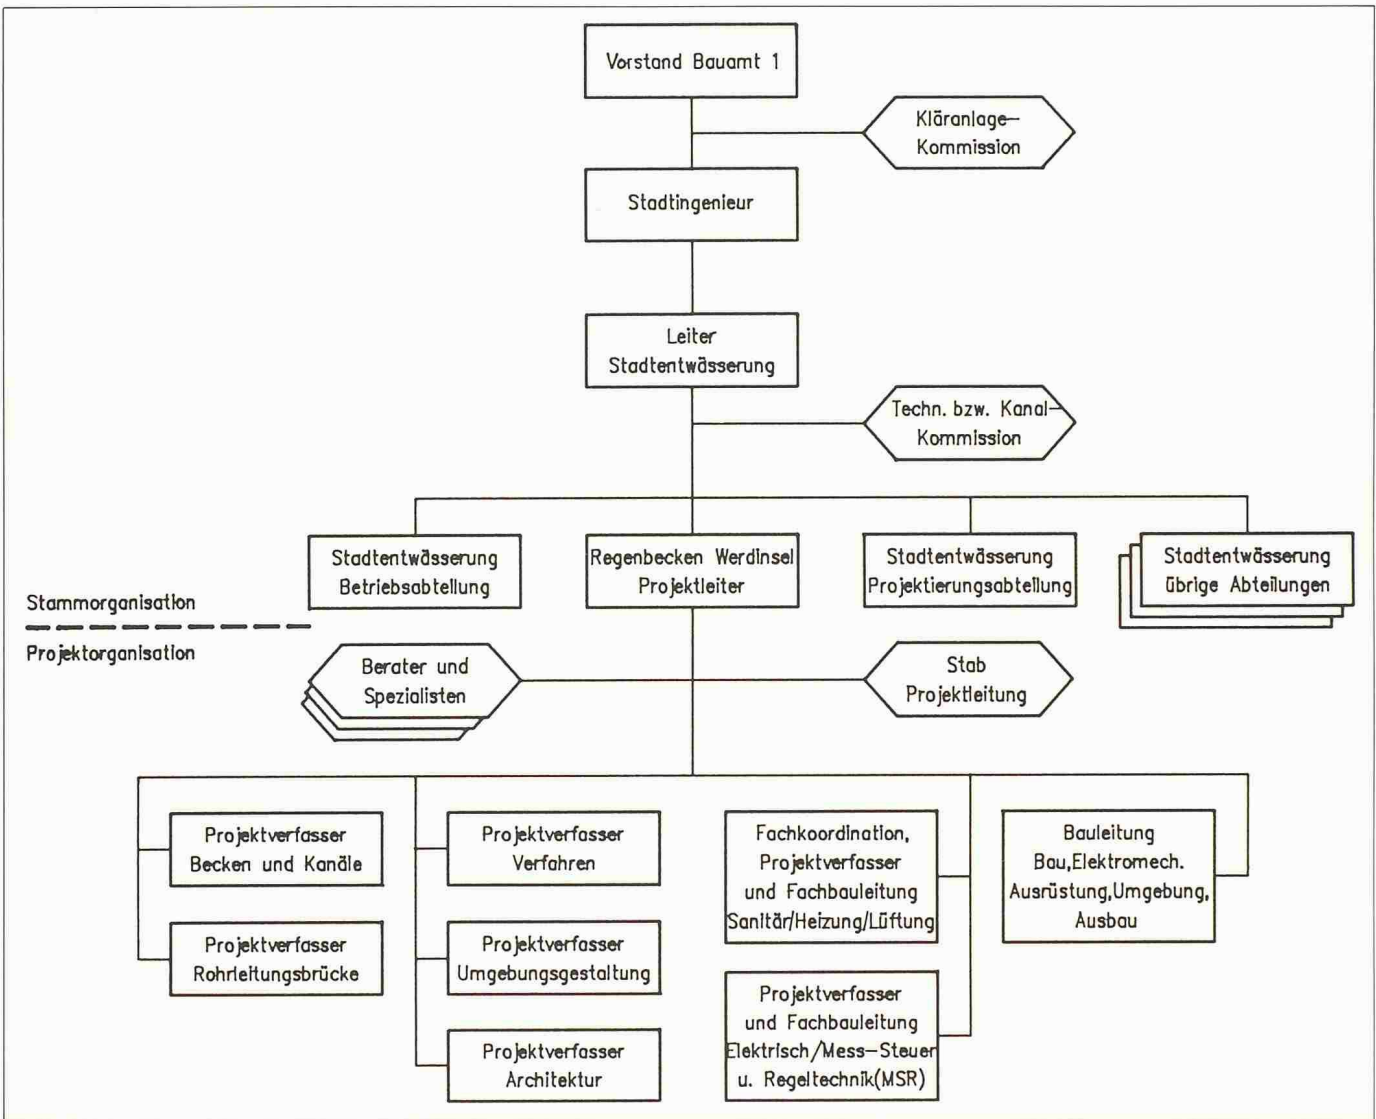 Vorstand Bauamt 1
Kläranlage-
Kommission
Stadtingenieur
Leiter
Stadtentwässerung
Techn. bzw. Kanal-
Kommission
Stadtentwässerung
Betriebsabteilung
Regenbecken Werdinsel
Projektleiter
Stadtentwässerung
Projektierungsabteilung
Stadtentwässerung
übrige Abteilungen
Stammorganisation
Projektorganisation
Berater und
Spezialisten
Stab
Projektleitung
Projektverfasser
Becken und Kanäle
Projektverfasser
Rohrleitungsbrücke
Projektverfasser
Verfahren
Projektverfasser
Umgebungsgestaltung
Projektverfasser
Architektur
Fachkoordination,
Projektverfasser
und Fachbauleitung
Sanitär/Heizung/Lüftung
Projektverfasser
und Fachbauleitung
Elektrisch/Mess-Steuer
u. Regeltechnik(MSR)
Bauleitung
Bau,Elektromech.
Ausrüstung,Umgebung,
Ausbau